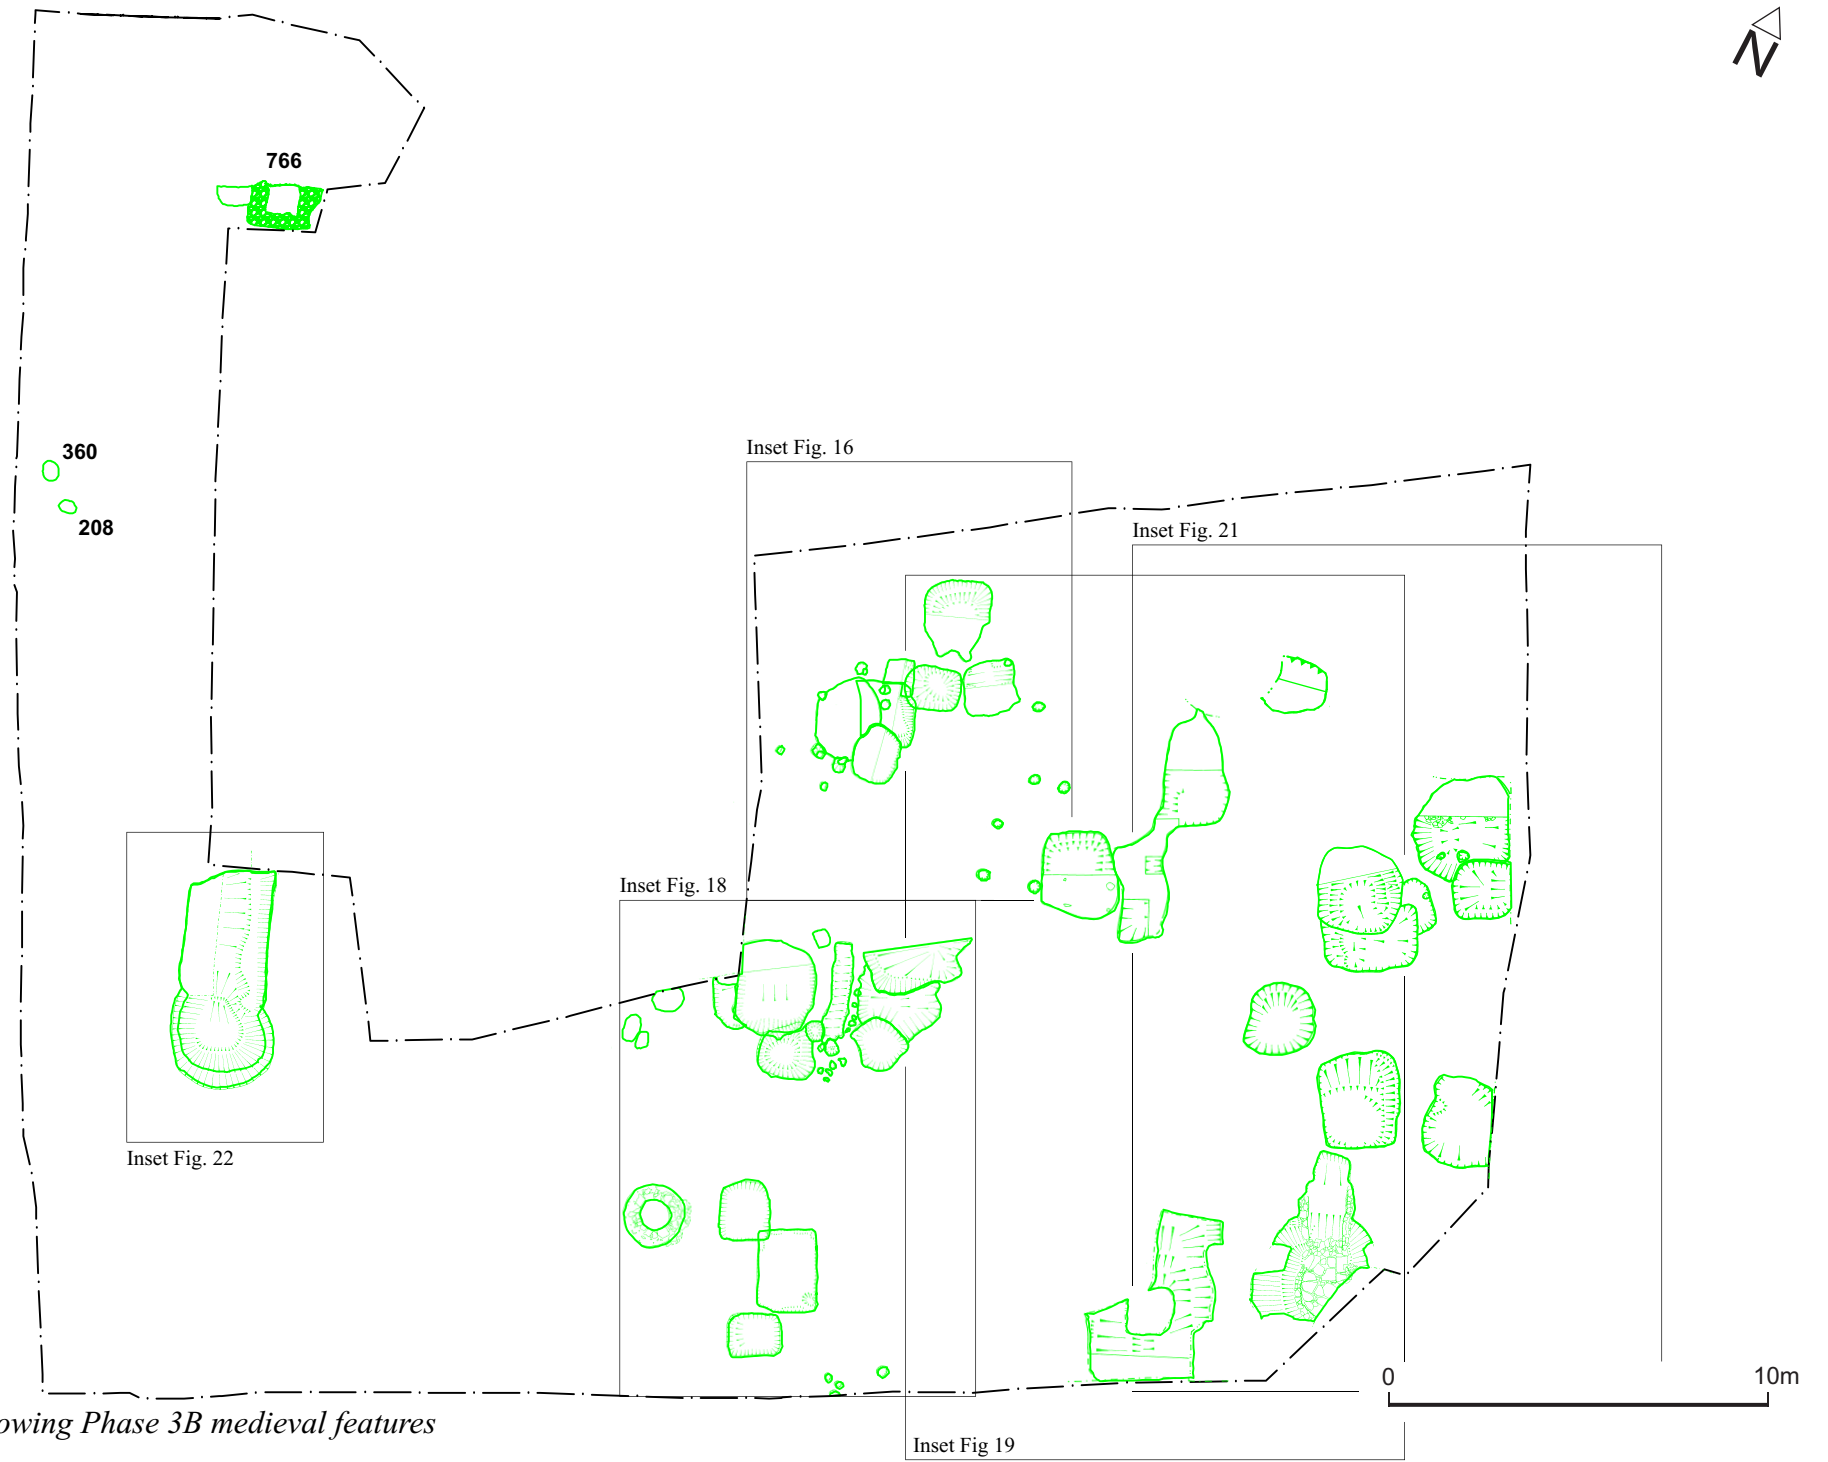 N
766
360
208
Inset Fig. 16
Inset Fig. 21
Inset Fig. 18
Inset Fig. 22
0 10m
owing Phase 3B medieval features
Inset Fig 19